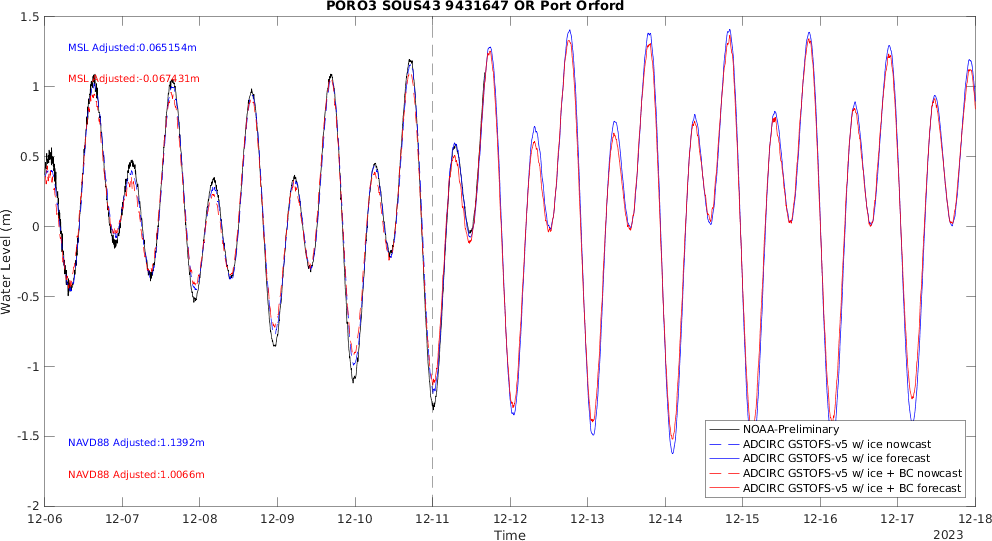 PORO3 SOUS43 9431647 OR Port Orford
1.5
1
0.5
0
-0.5
-1
-1.5
-2
Water Level (m)
MSL Adjusted:0.065154m
MSL Adjusted:-0.067431m
NAVD88 Adjusted:1.1392m
NAVD88 Adjusted:1.0066m
NOAA-Preliminary
ADCIRC GSTOFS-v5 w/ ice nowcast
ADCIRC GSTOFS-v5 w/ ice forecast
ADCIRC GSTOFS-v5 w/ ice + BC nowcast
ADCIRC GSTOFS-v5 w/ ice + BC forecast
12-06 12-07 12-08 12-09 12-10 12-11 12-12 12-13 12-14 12-15 12-16 12-17 12-18
Time
2023